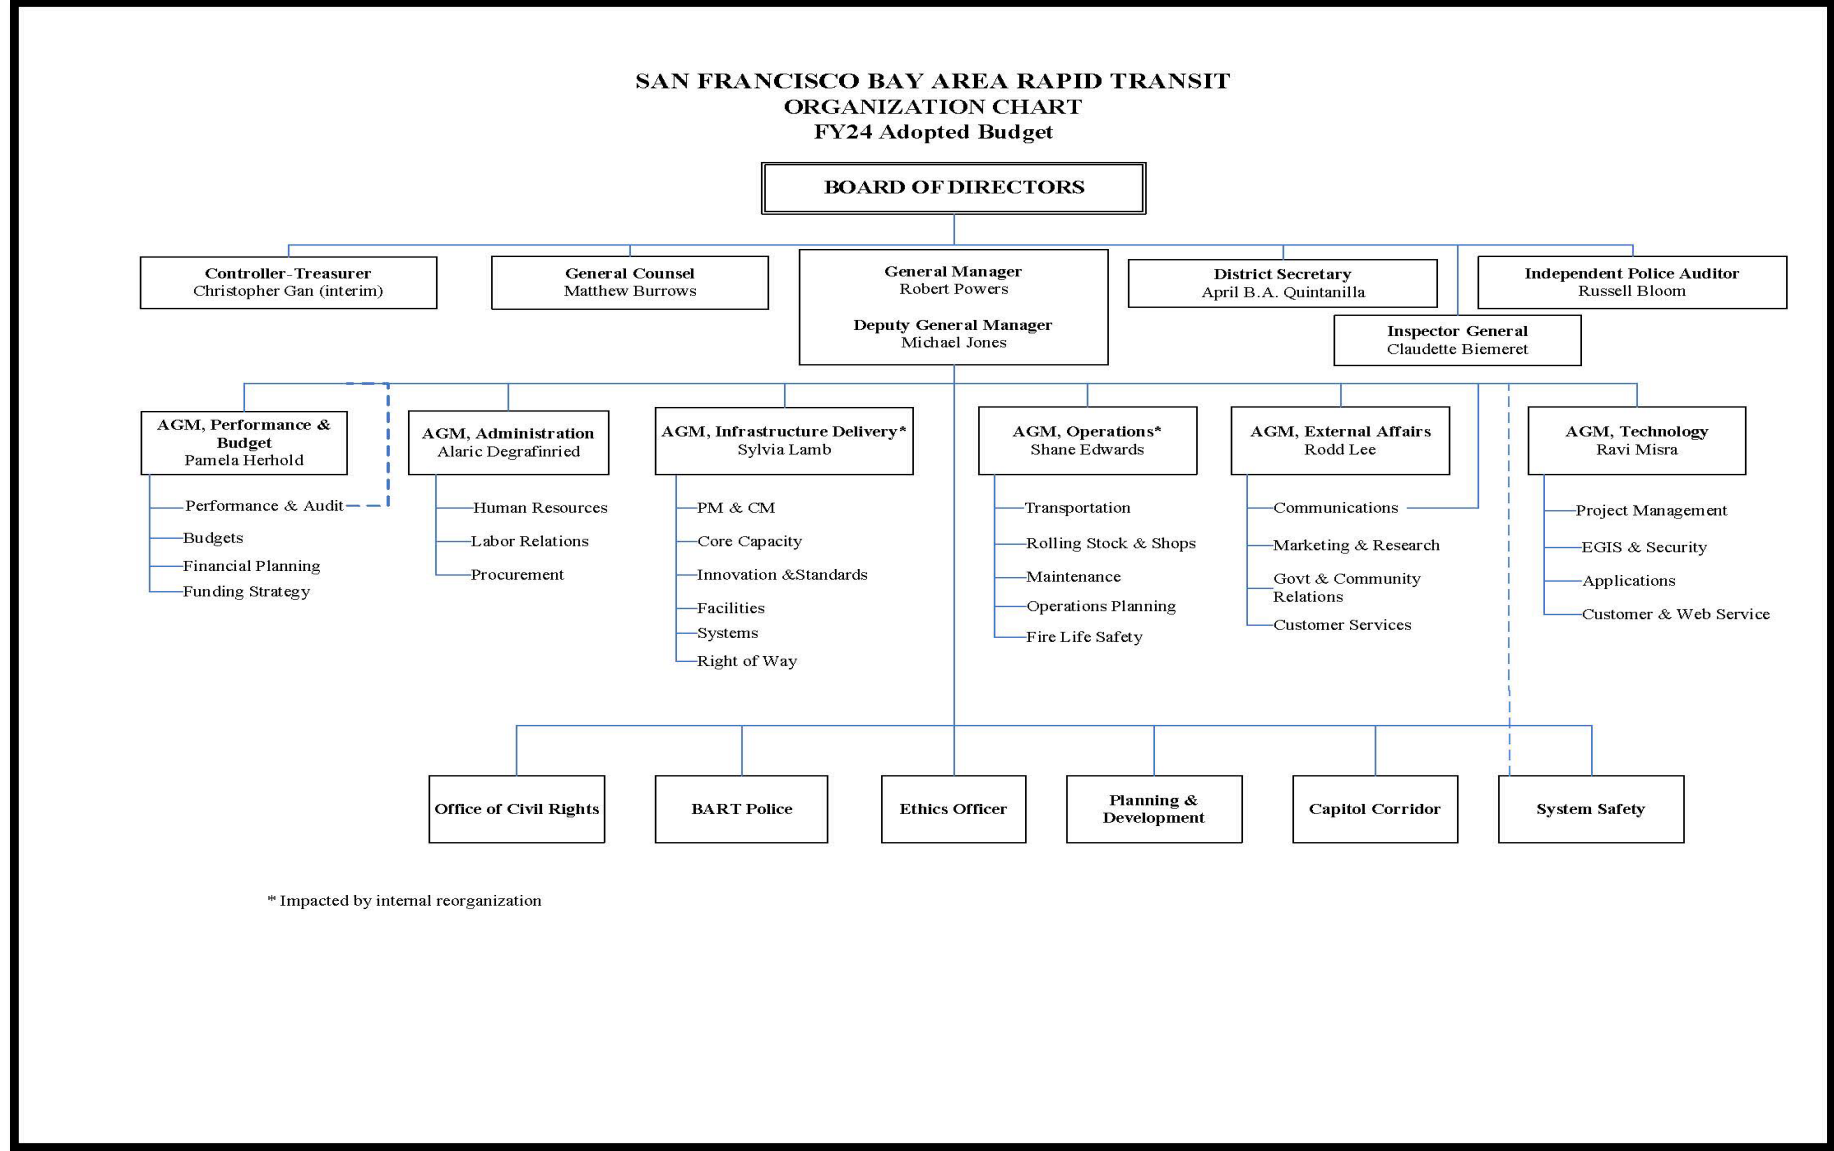 SAN FRANCISCO BAY AREA RAPID TRANSIT
ORGANIZATION CHART
FY24 Adopted Budget
BOARD OF DIRECTORS
Controller-Treasurer
Christopher Gan (interim)
General Counsel
Matthew Burrows
General Manager
Robert Powers
Deputy General Manager
Michael Jones
District Secretary
April B.A. Quintanilla
Independent Police Auditor
Russell Bloom
Inspector General
Claudette Biemeret
AGM, Performance &
Budget
Pamela Herhold
Performance & Audit
Budgets
Financial Planning
Funding Strategy
AGM, Administration
Alaric Degrafinried
Human Resources
Labor Relations
Procurement
AGM, Infrastructure Delivery*
Sylvia Lamb
PM & CM
Core Capacity
Innovation &Standards
Facilities
Systems
Right of Way
AGM, Operations*
Shane Edwards
Transportation
Rolling Stock & Shops
Maintenance
Operations Planning
Fire Life Safety
AGM, External Affairs
Rodd Lee
Communications
Marketing & Research
Govt & Community
Relations
Customer Services
AGM, Technology
Ravi Misra
Project Management
EGIS & Security
Applications
Customer & Web Service
Office of Civil Rights
BART Police
Ethics Officer
Planning &
Development
Capitol Corridor
System Safety
* Impacted by internal reorganization